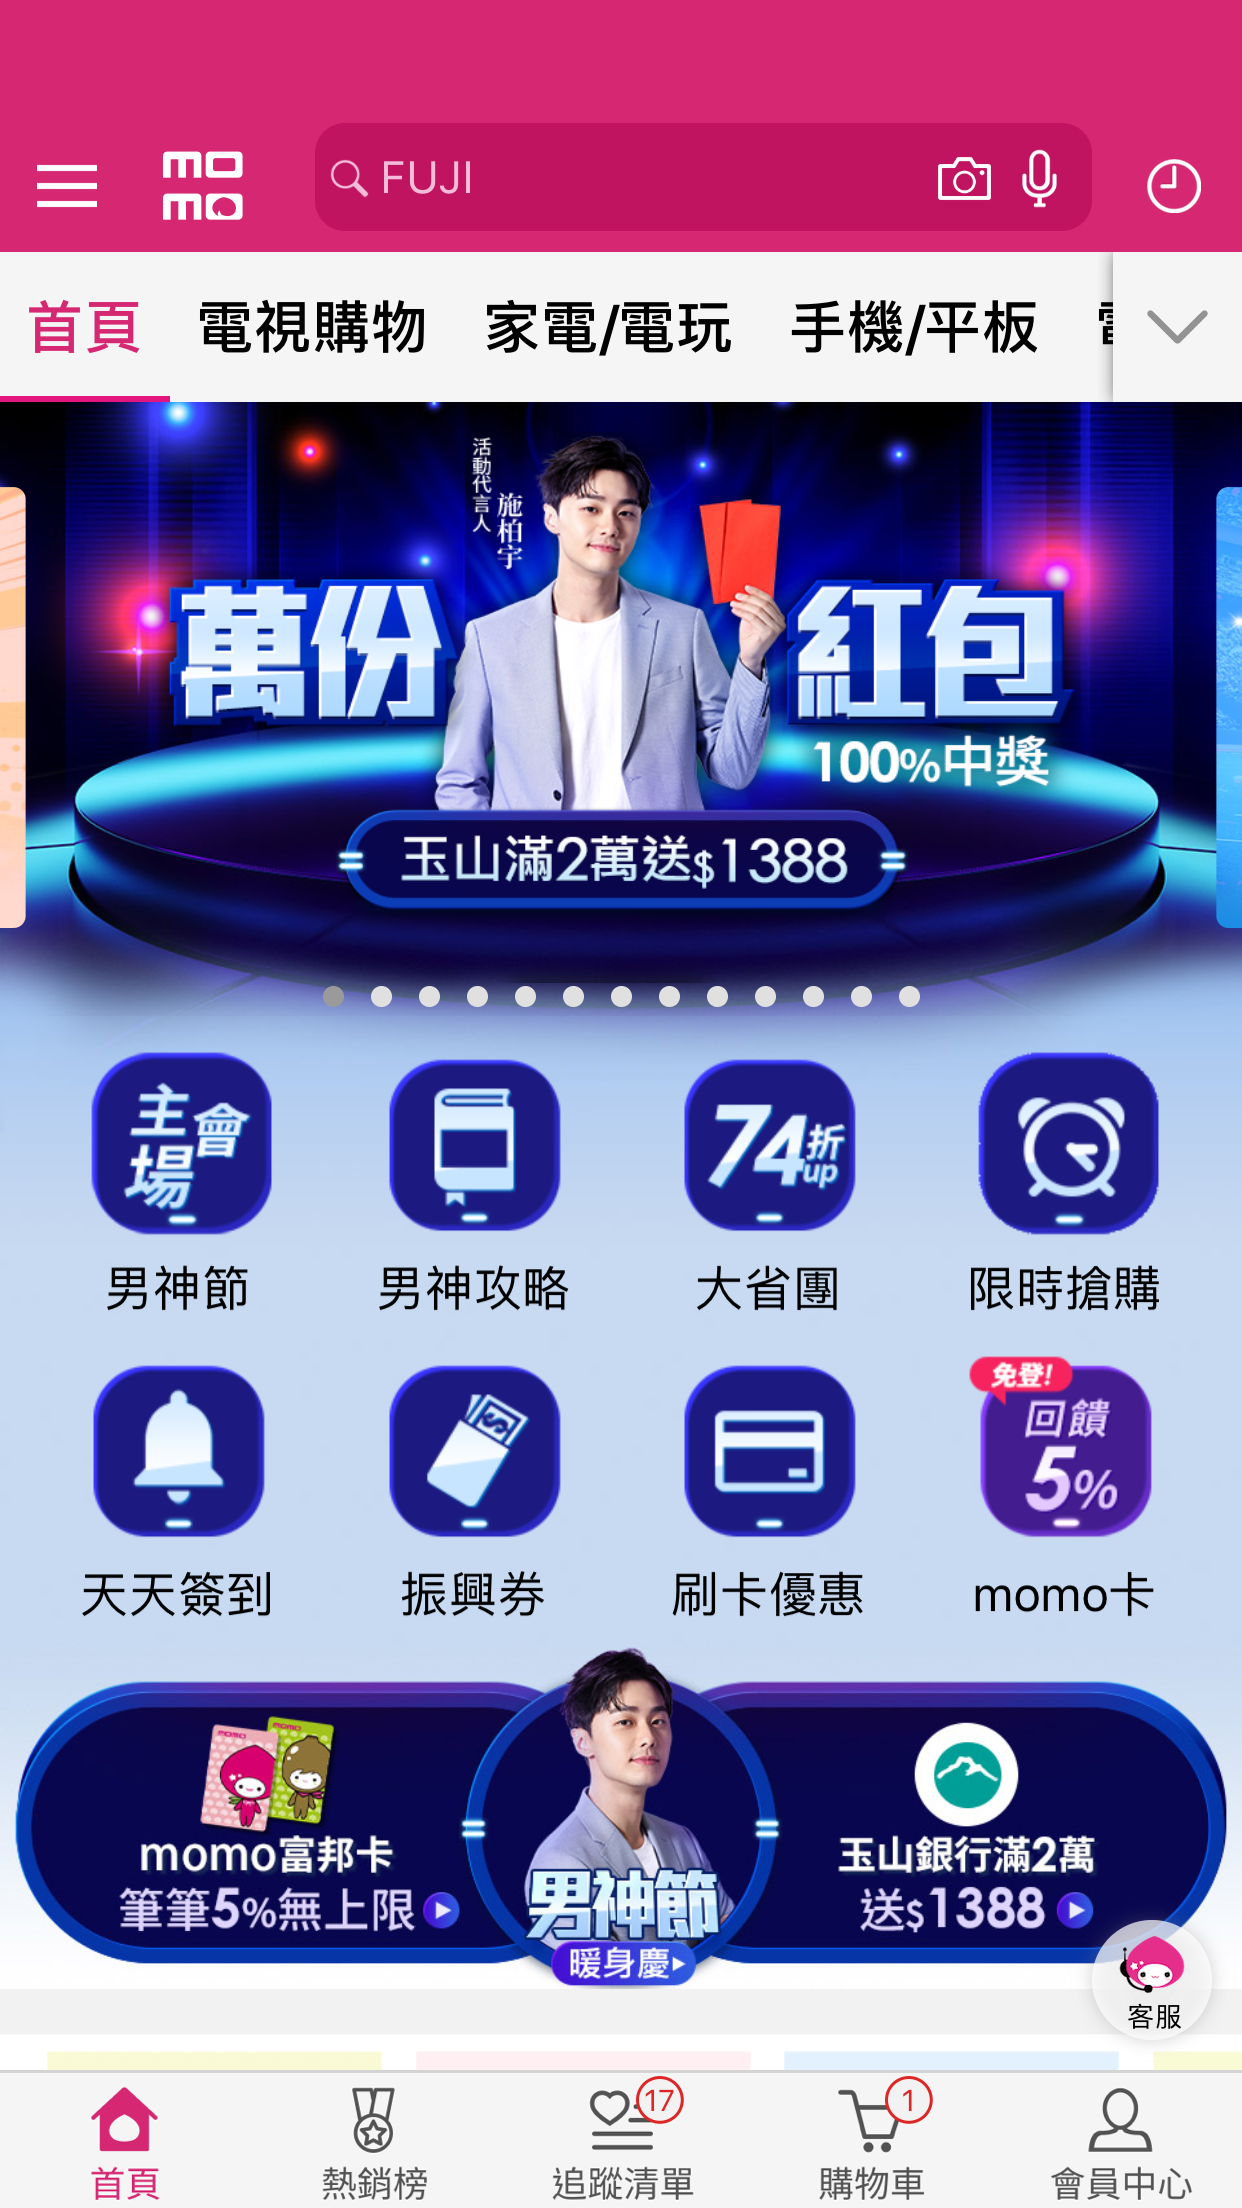 momo
FUJI
首頁 電視購物 家電/電玩 手機/平板
活動代言人
施柏宇
萬份 紅包
100%中獎
玉山滿2萬送$1388
主會場
74折up
男神節 男神攻略 大省團 限時搶購
免登!
回饋
5%
天天簽到 振興券 刷卡優惠 momo卡
momo momo
momo富邦卡
筆筆5%無上限
男神節
暖身慶
玉山銀行滿2萬
送$1388
客服
17
1
首頁 熱銷榜 追蹤清單 購物車 會員中心